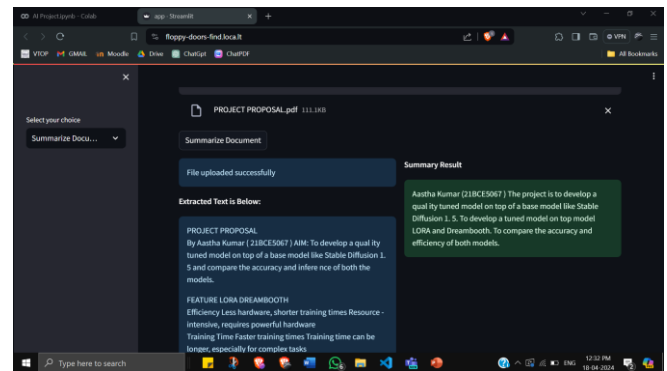 AI Project.ipynb - Colab
app · Streamlit
floppy-doors-find.loca.lt
VPN
VTOP
GMAIL
Moodle
Drive
ChatGpt
ChatPDF
All Bookmarks
Select your choice
Summarize Docu...
PROJECT PROPOSAL.pdf 111.1KB
Summarize Document
File uploaded successfully
Extracted Text is Below:
PROJECT PROPOSAL
By Aastha Kumar ( 21BCE5067 ) AIM: To develop a qual ity
tuned model on top of a base model like Stable Diffusion 1.
5 and compare the accuracy and infere nce of both the
models.
FEATURE LORA DREAMBOOTH
Efficiency Less hardware, shorter training times Resource -
intensive, requires powerful hardware
Training Time Faster training times Training time can be
longer, especially for complex tasks
Summary Result
Aastha Kumar (21BCE5067 ) The project is to develop a
qual ity tuned model on top of a base model like Stable
Diffusion 1. 5. To develop a tuned model on top model
LORA and Dreambooth. To compare the accuracy and
efficiency of both models.
Type here to search
ENG
12:32 PM
18-04-2024